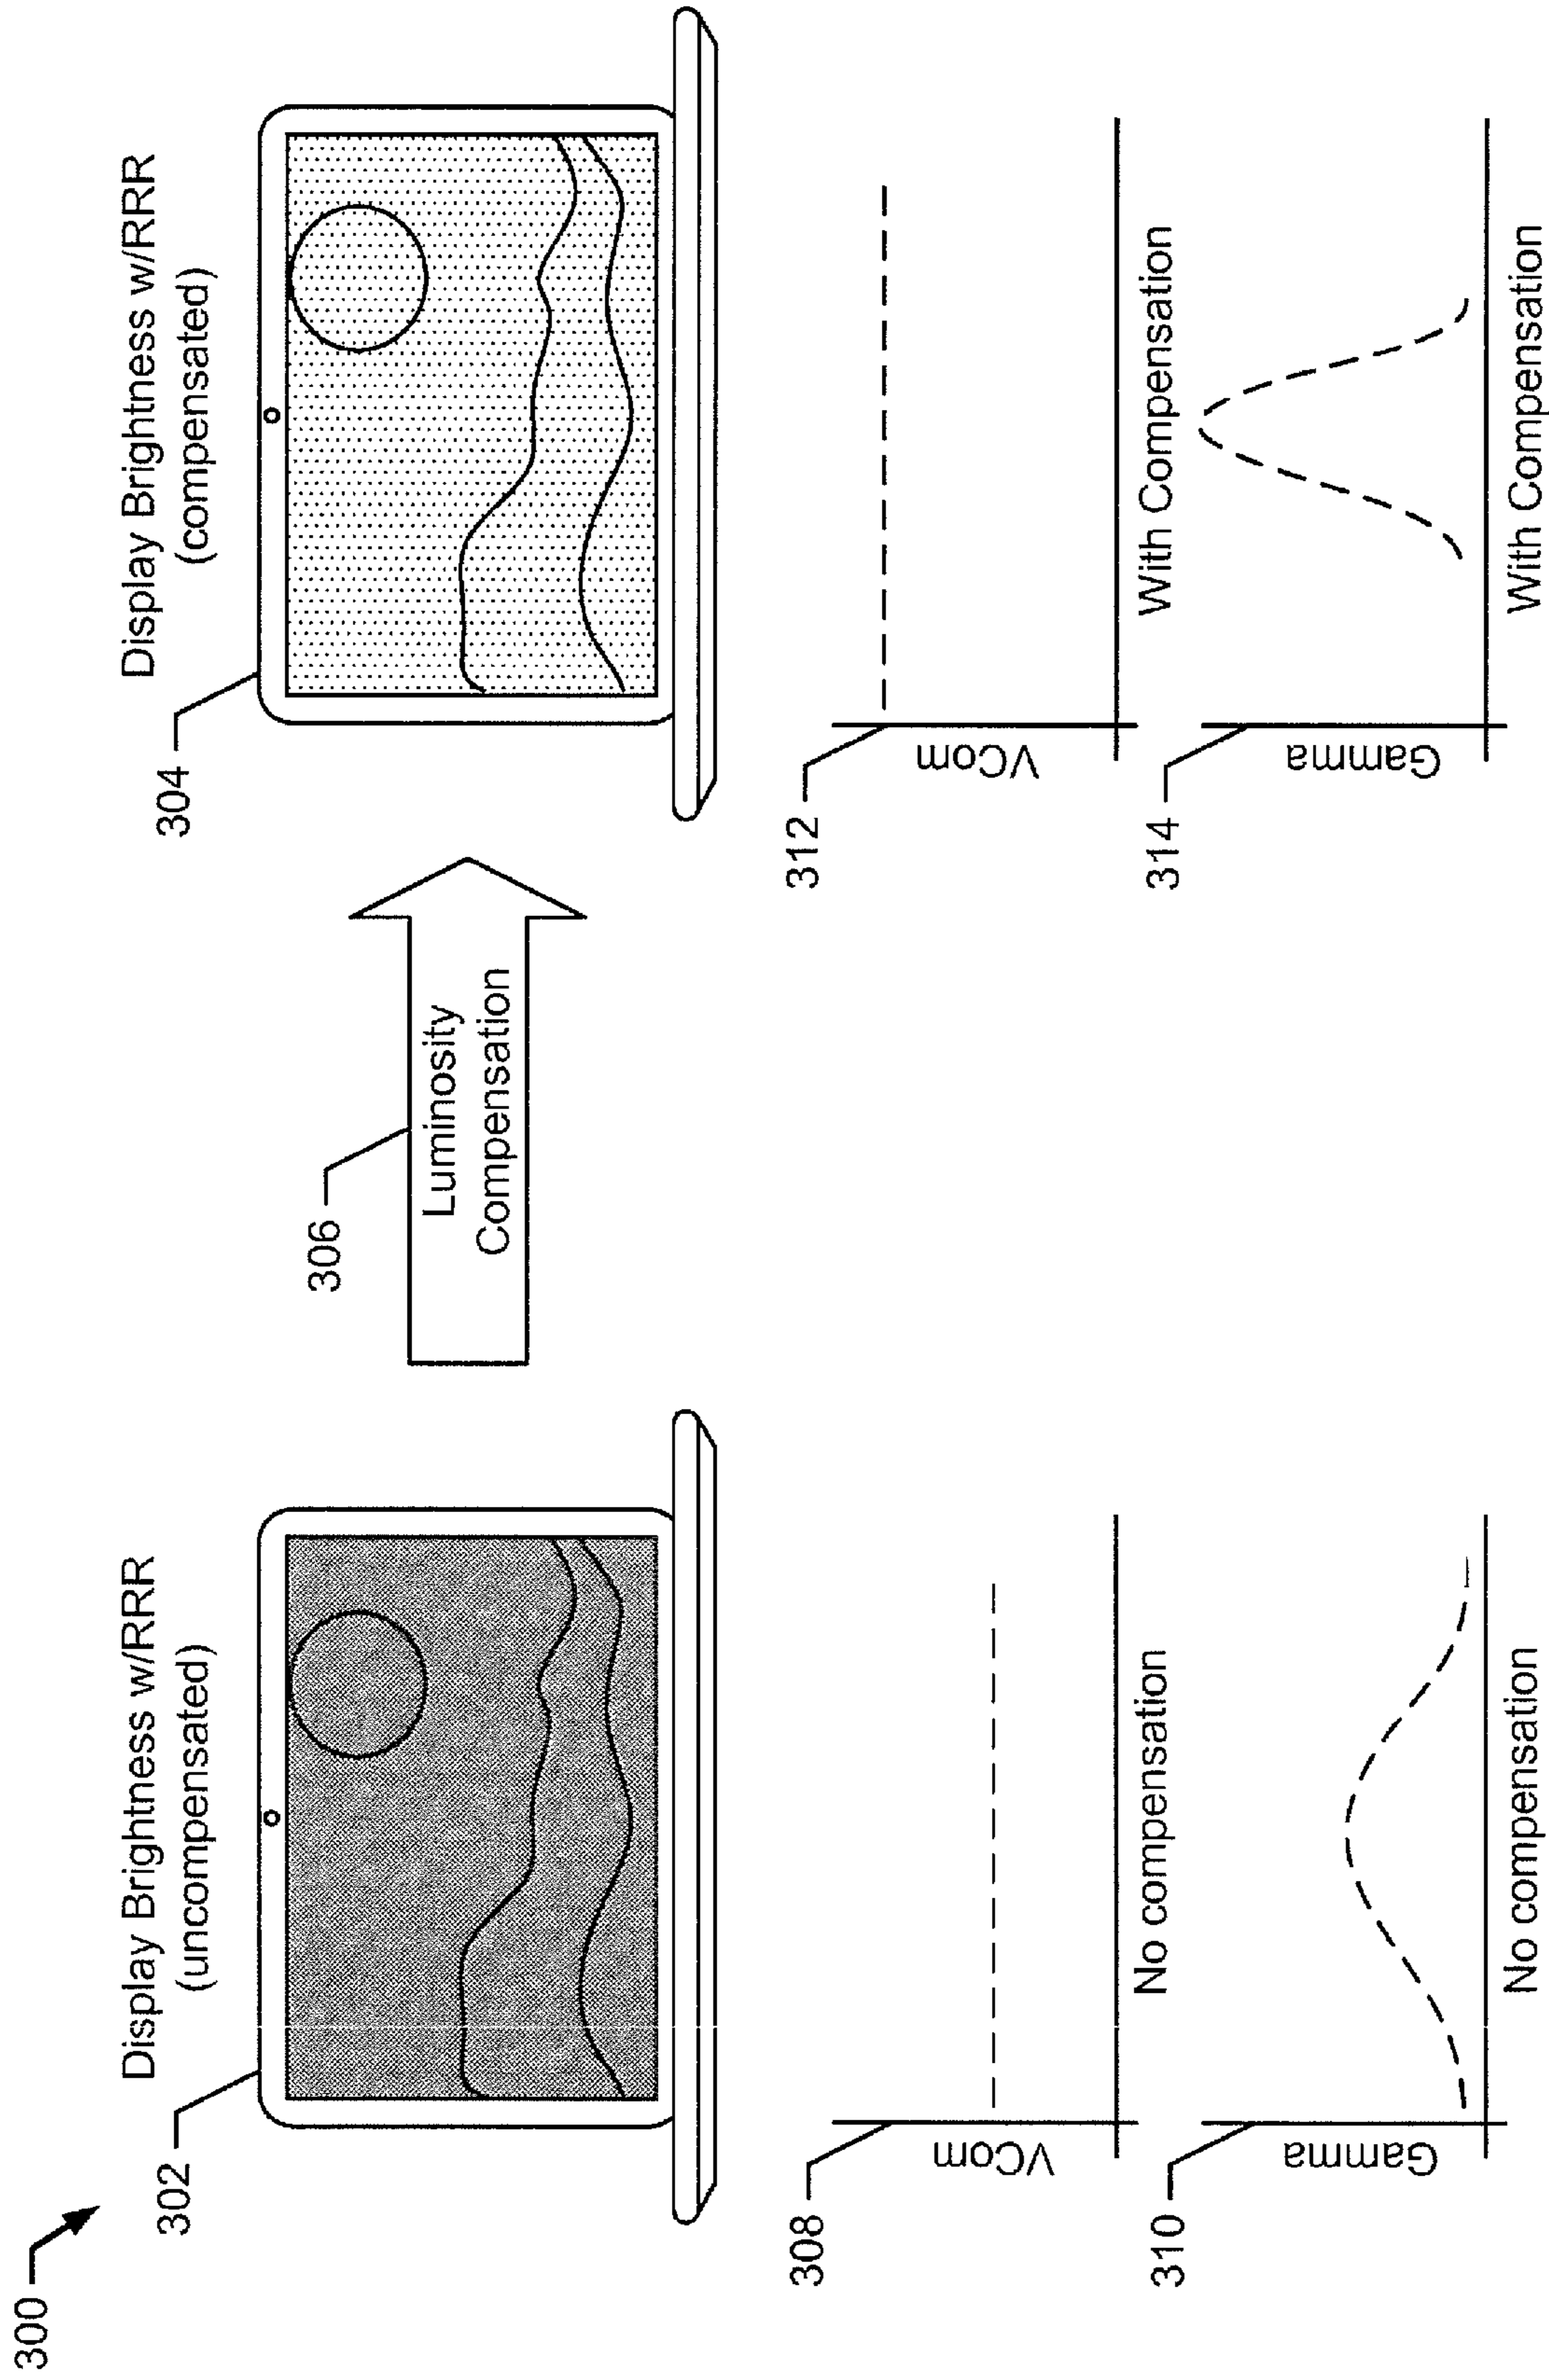 300
302
Display Brightness w/RRR
(uncompensated)
306
Luminosity
Compensation
304
Display Brightness w/RRR
(compensated)
308
VCom
No compensation
310
Gamma
No compensation
312
VCom
With Compensation
314
Gamma
With Compensation